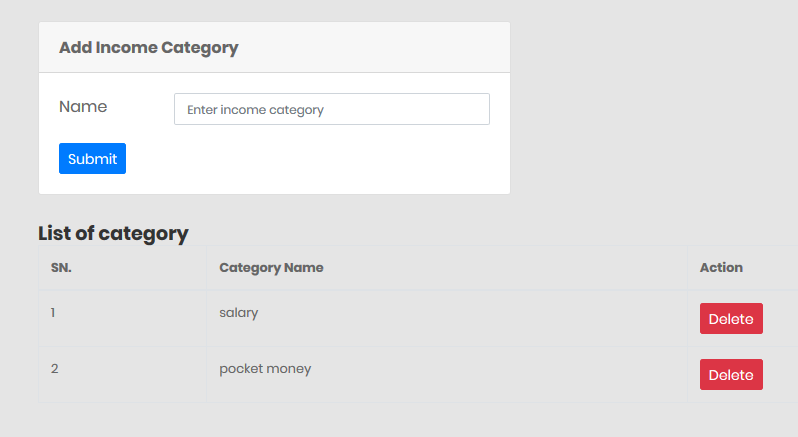 Add Income Category
Name Enter income category
Submit
List of category
SN. Category Name Action
1 salary Delete
2 pocket money Delete